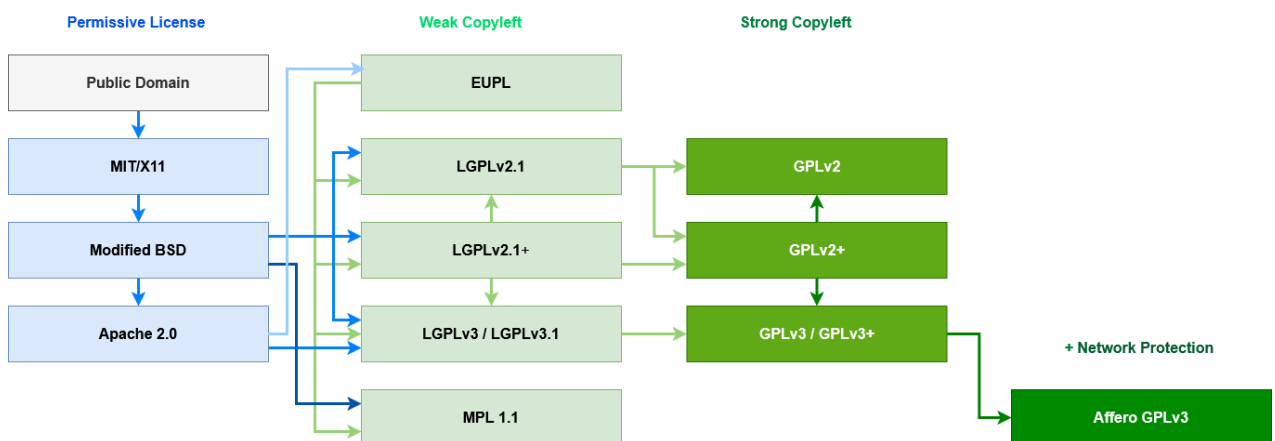 Permissive License
Weak Copyleft
Strong Copyleft
Public Domain
EUPL
MIT/X11
LGPLv2.1
GPLv2
Modified BSD
LGPLv2.1+
GPLv2+
Apache 2.0
LGPLv3 / LGPLv3.1
GPLv3 / GPLv3+
+ Network Protection
MPL 1.1
Affero GPLv3